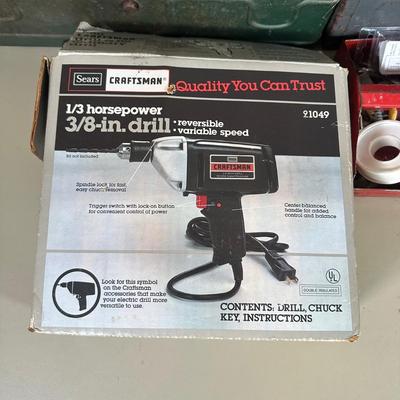 Sears CRAFTSMAN Quality You Can Trust
1/3 horsepower
3/8-in. drill
• reversible
• variable speed
21049
Bit not included
Spindle lock for fast,
easy chuck removal
Trigger switch with lock-on button
for convenient control of power
CRAFTSMAN
Center-balanced
handle for added
control and balance
Look for this symbol
on the Craftsman
accessories that make
your electric drill more
versatile to use.
UL
DOUBLE INSULATED
CONTENTS: DRILL, CHUCK
KEY, INSTRUCTIONS